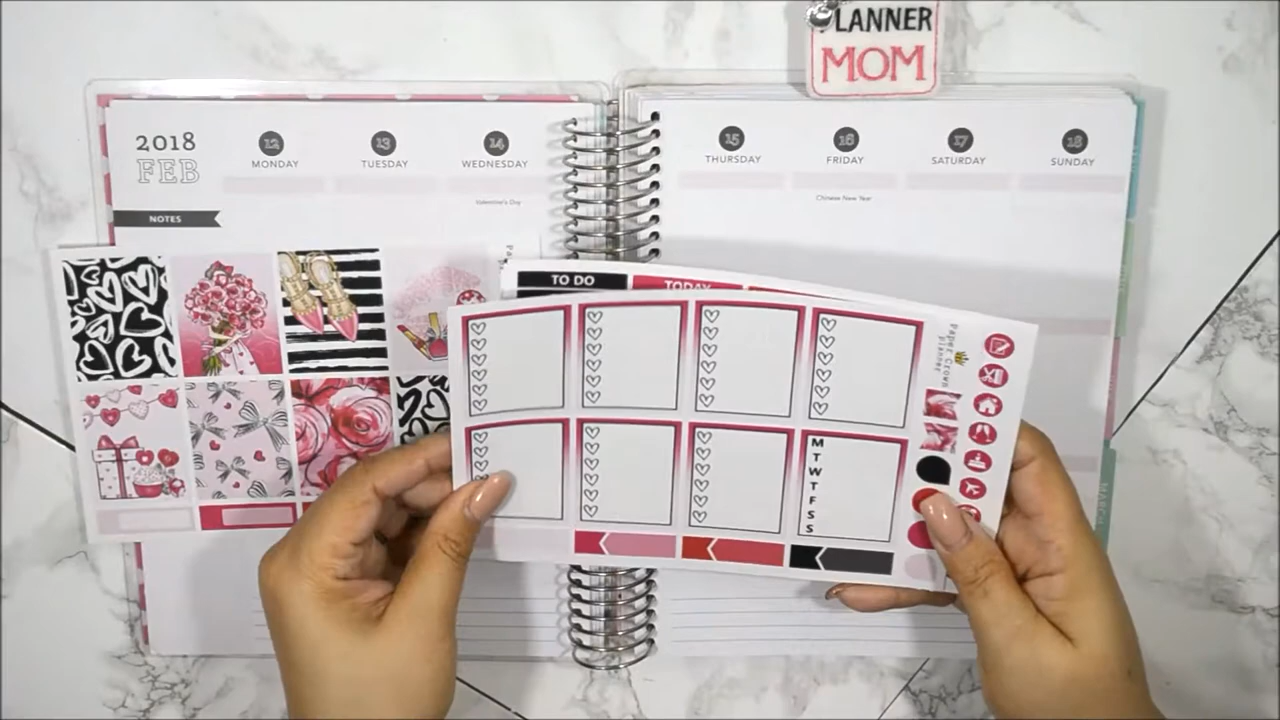 PLANNER
MOM
2018
FEB
12
13
14
MONDAY
TUESDAY
WEDNESDAY
Valentine's Day
NOTES
15
16
17
18
THURSDAY
FRIDAY
SATURDAY
SUNDAY
Chinese New Year
TO DO
TODAY
Paper Crown
Planner
M
T
W
T
F
S
S
MARCH